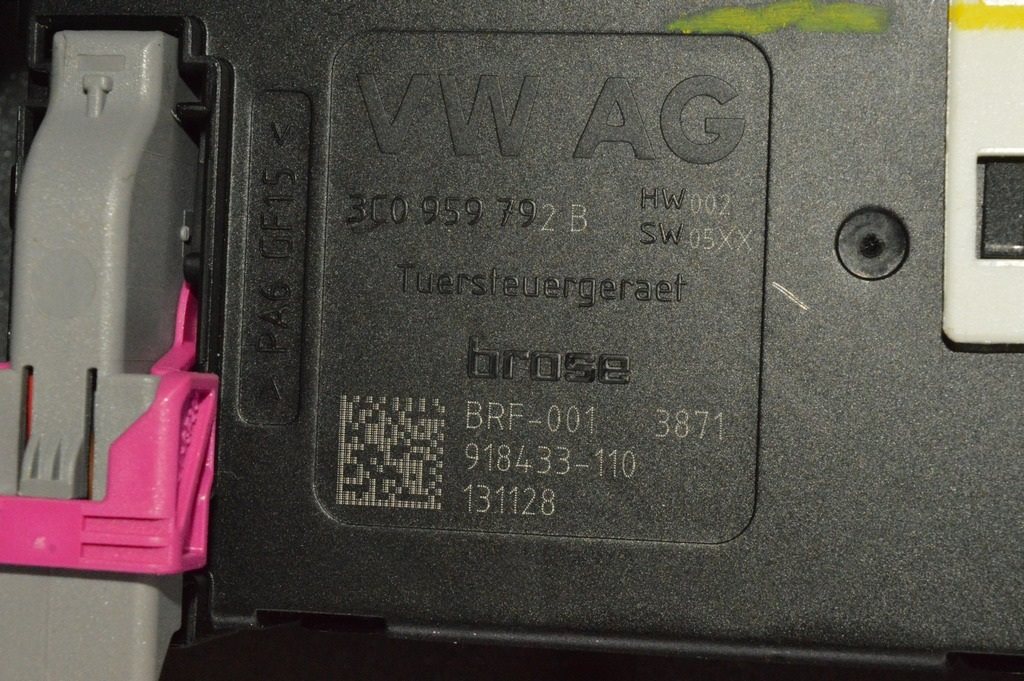 VW AG
3C0 959 792 B
HW 002
SW 05XX
Tuersteuergeraet
brose
BRF-001 3871
918433-110
131128
> PA6 GF15 <